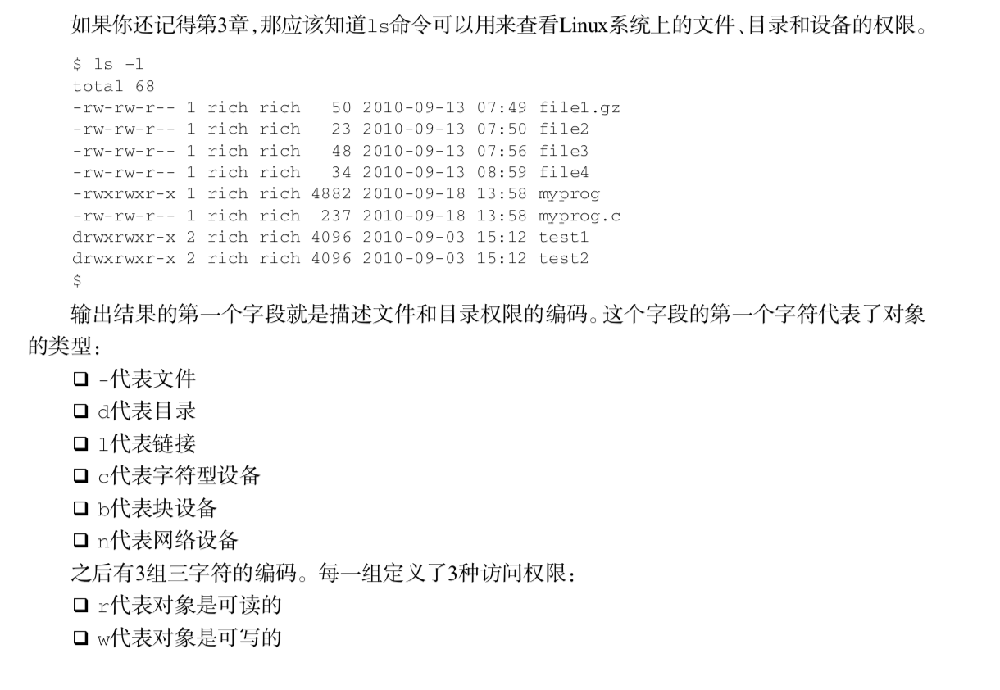 如果你还记得第3章，那应该知道ls命令可以用来查看Linux系统上的文件、目录和设备的权限。
$ ls –l
total 68
-rw-rw-r-- 1 rich rich   50 2010-09-13 07:49 file1.gz
-rw-rw-r-- 1 rich rich   23 2010-09-13 07:50 file2
-rw-rw-r-- 1 rich rich   48 2010-09-13 07:56 file3
-rw-rw-r-- 1 rich rich   34 2010-09-13 08:59 file4
-rwxrwxr-x 1 rich rich 4882 2010-09-18 13:58 myprog
-rw-rw-r-- 1 rich rich  237 2010-09-18 13:58 myprog.c
drwxrwxr-x 2 rich rich 4096 2010-09-03 15:12 test1
drwxrwxr-x 2 rich rich 4096 2010-09-03 15:12 test2
$
输出结果的第一个字段就是描述文件和目录权限的编码。这个字段的第一个字符代表了对象
的类型：
❑ -代表文件
❑ d代表目录
❑ l代表链接
❑ c代表字符型设备
❑ b代表块设备
❑ n代表网络设备
之后有3组三字符的编码。每一组定义了3种访问权限：
❑ r代表对象是可读的
❑ w代表对象是可写的